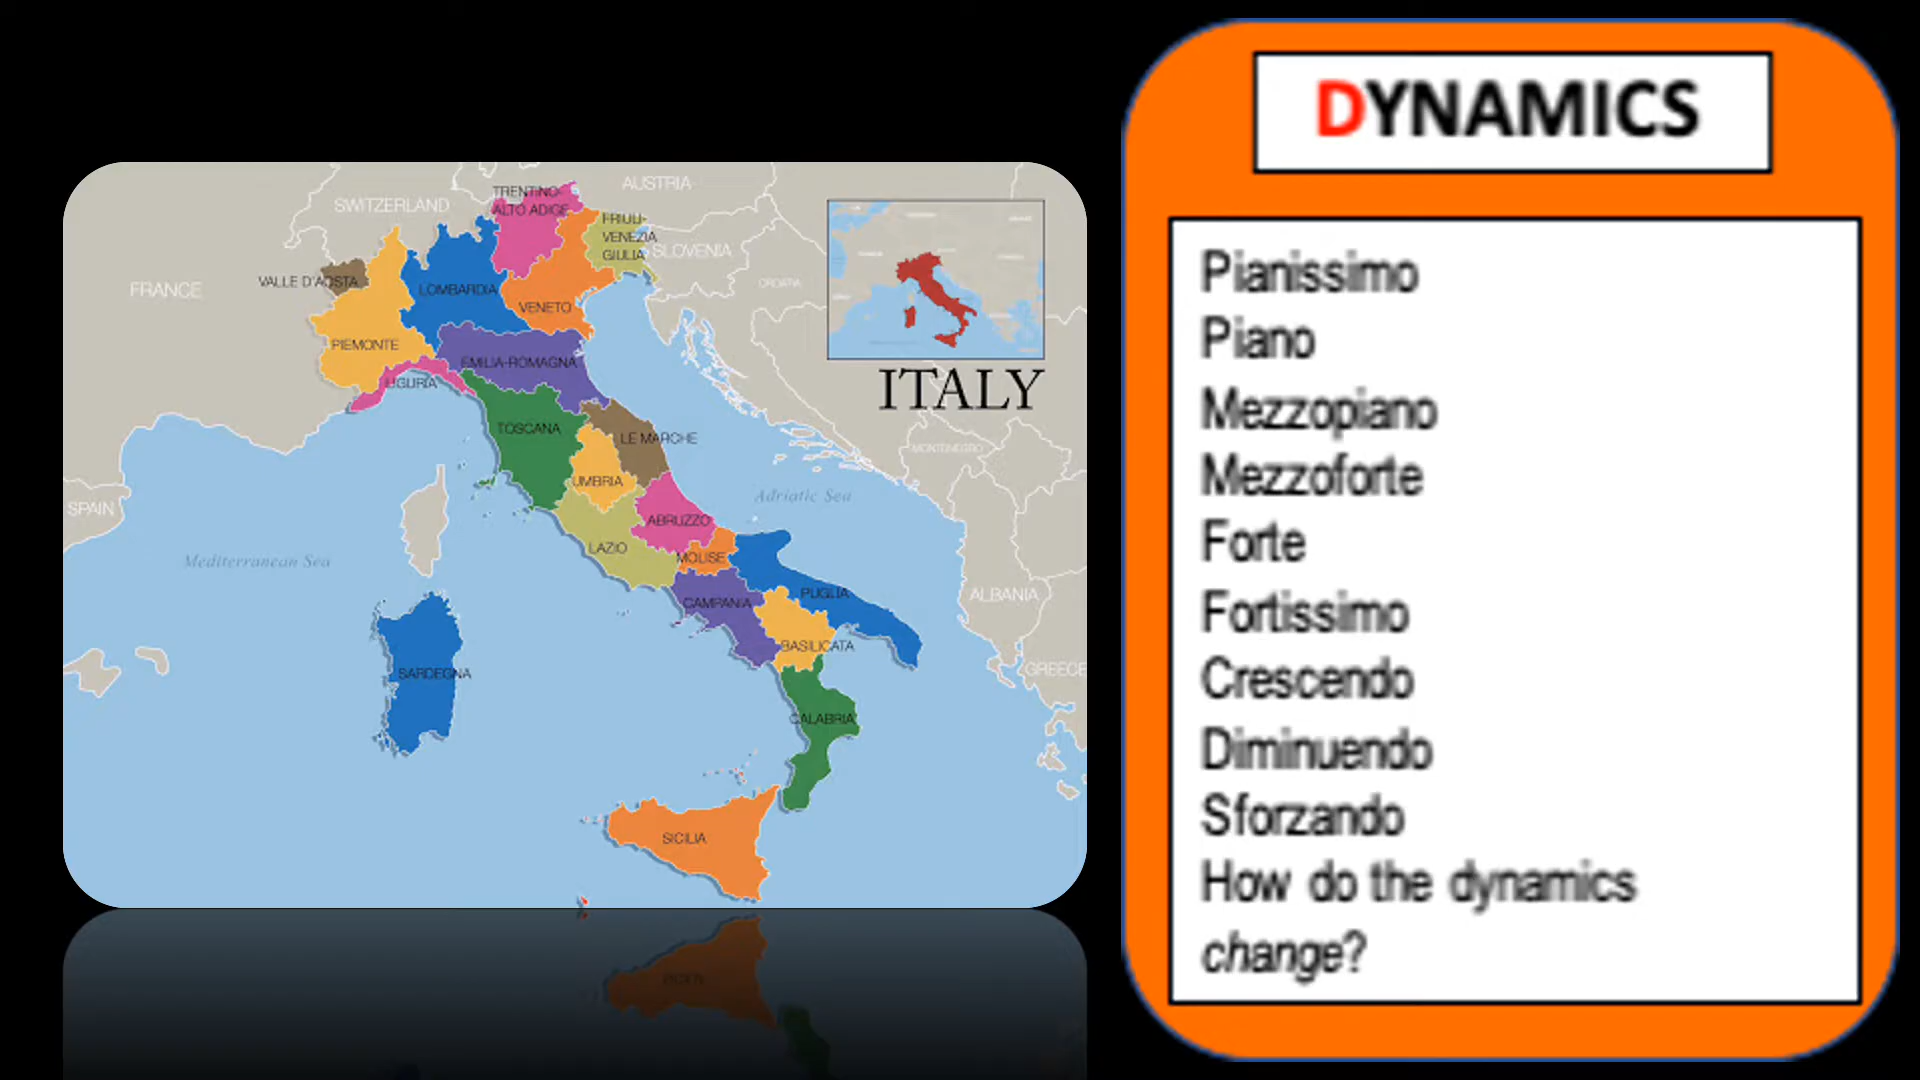 SWITZERLAND
AUSTRIA
TRENTINO-
ALTO ADIGE
FRIULI-
VENEZIA
GIULIA
SLOVENIA
CROATIA
FRANCE
VALLE D'AOSTA
LOMBARDIA
VENETO
PIEMONTE
EMILIA-ROMAGNA
LIGURIA
ITALY
TOSCANA
LE MARCHE
MONTENEGRO
UMBRIA
Adriatic Sea
SPAIN
ABRUZZO
LAZIO
MOLISE
Mediterranean Sea
CAMPANIA
PUGLIA
ALBANIA
BASILICATA
GREECE
SARDEGNA
CALABRIA
SICILIA
DYNAMICS
Pianissimo
Piano
Mezzopiano
Mezzoforte
Forte
Fortissimo
Crescendo
Diminuendo
Sforzando
How do the dynamics
change?